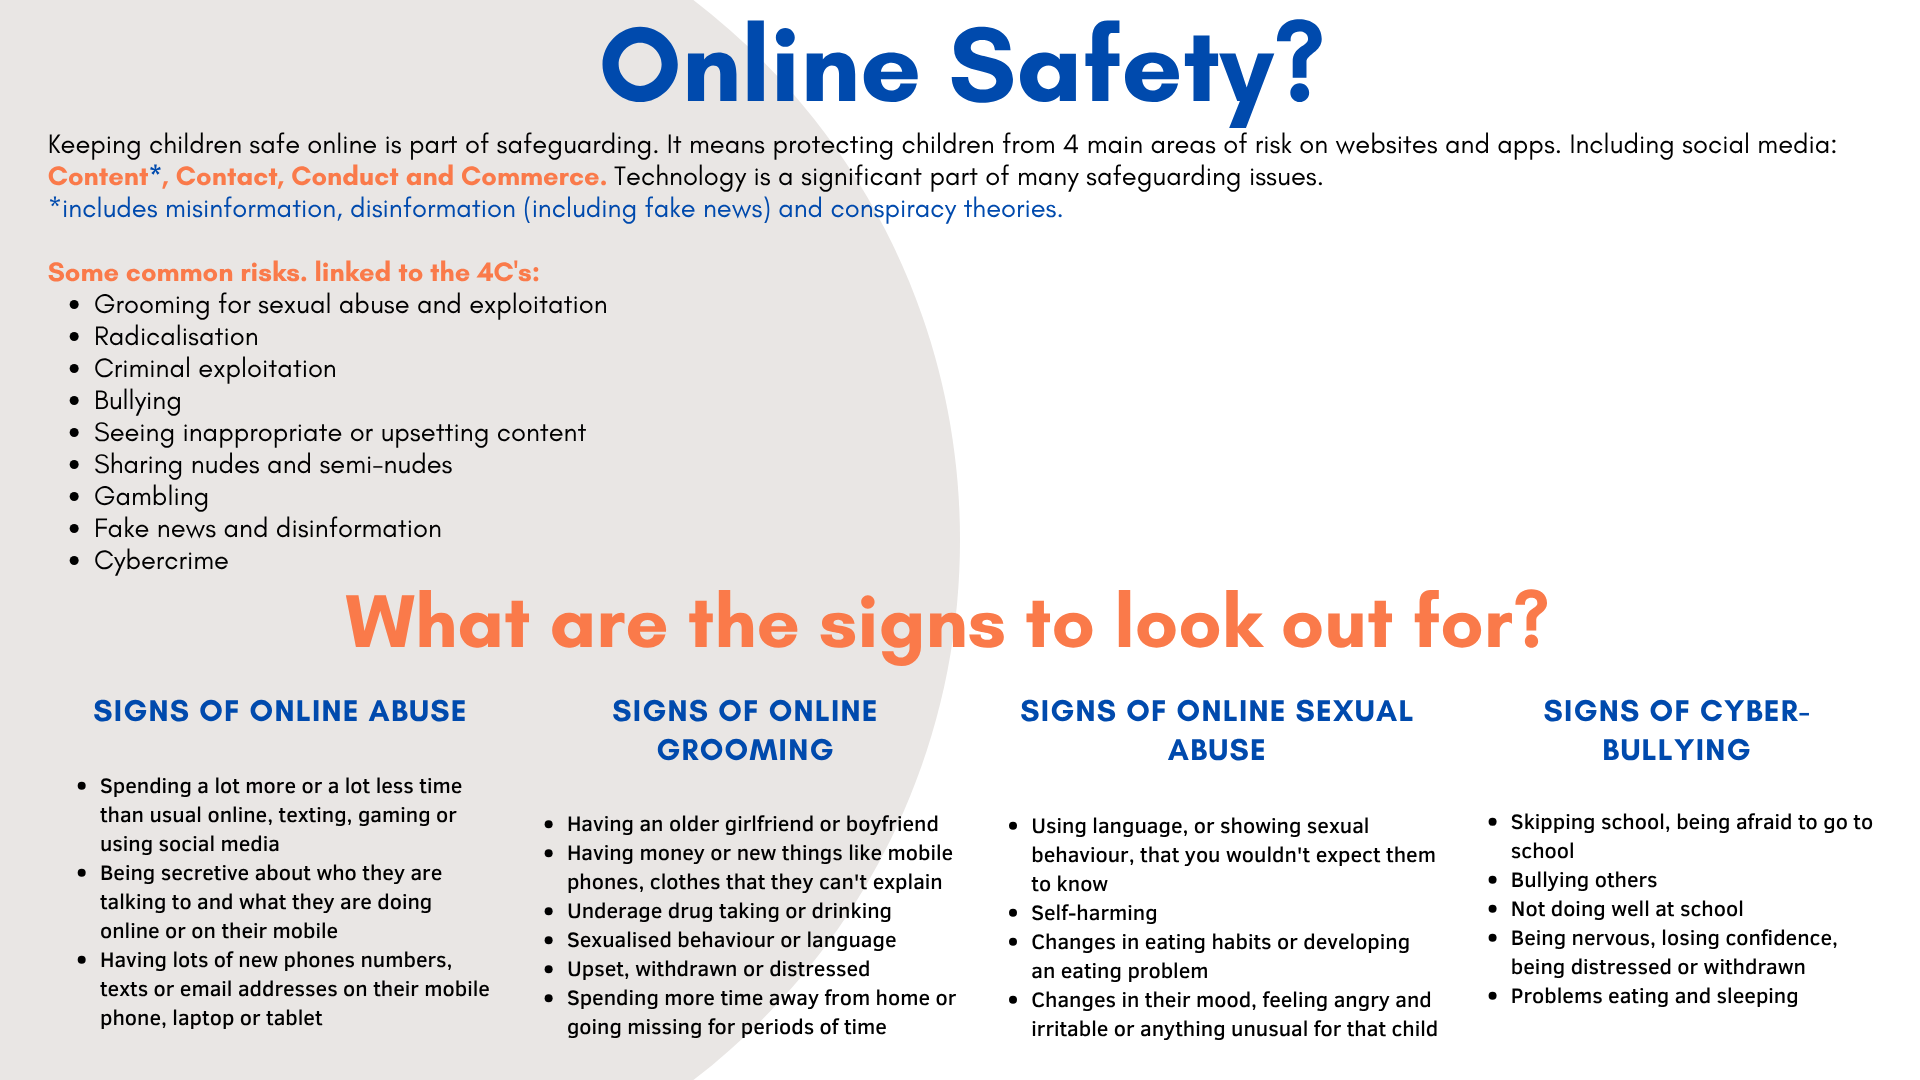 Online Safety?
Keeping children safe online is part of safeguarding. It means protecting children from 4 main areas of risk on websites and apps. Including social media:
Content*, Contact, Conduct and Commerce. Technology is a significant part of many safeguarding issues.
*includes misinformation, disinformation (including fake news) and conspiracy theories.
Some common risks. linked to the 4C's:
• Grooming for sexual abuse and exploitation
• Radicalisation
• Criminal exploitation
• Bullying
• Seeing inappropriate or upsetting content
• Sharing nudes and semi-nudes
• Gambling
• Fake news and disinformation
• Cybercrime
What are the signs to look out for?
SIGNS OF ONLINE ABUSE
• Spending a lot more or a lot less time
than usual online, texting, gaming or
using social media
• Being secretive about who they are
talking to and what they are doing
online or on their mobile
• Having lots of new phones numbers,
texts or email addresses on their mobile
phone, laptop or tablet
SIGNS OF ONLINE
GROOMING
• Having an older girlfriend or boyfriend
• Having money or new things like mobile
phones, clothes that they can't explain
• Underage drug taking or drinking
• Sexualised behaviour or language
• Upset, withdrawn or distressed
• Spending more time away from home or
going missing for periods of time
SIGNS OF ONLINE SEXUAL
ABUSE
• Using language, or showing sexual
behaviour, that you wouldn't expect them
to know
• Self-harming
• Changes in eating habits or developing
an eating problem
• Changes in their mood, feeling angry and
irritable or anything unusual for that child
SIGNS OF CYBER-
BULLYING
• Skipping school, being afraid to go to
school
• Bullying others
• Not doing well at school
• Being nervous, losing confidence,
being distressed or withdrawn
• Problems eating and sleeping